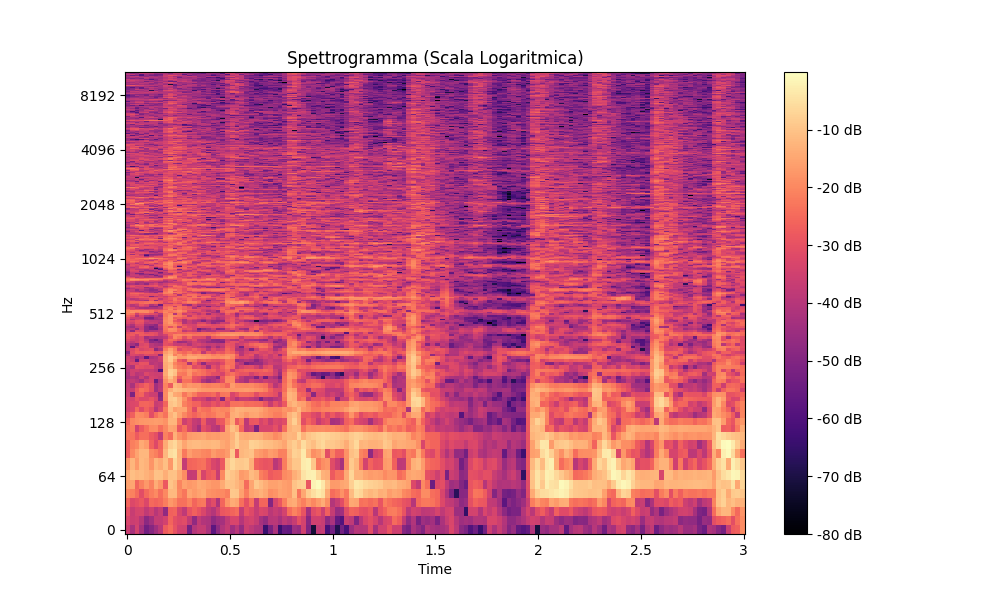 Spettrogramma (Scala Logaritmica)
Hz
8192
4096
2048
1024
512
256
128
64
0
0
0.5
1
1.5
2
2.5
3
Time
-10 dB
-20 dB
-30 dB
-40 dB
-50 dB
-60 dB
-70 dB
-80 dB